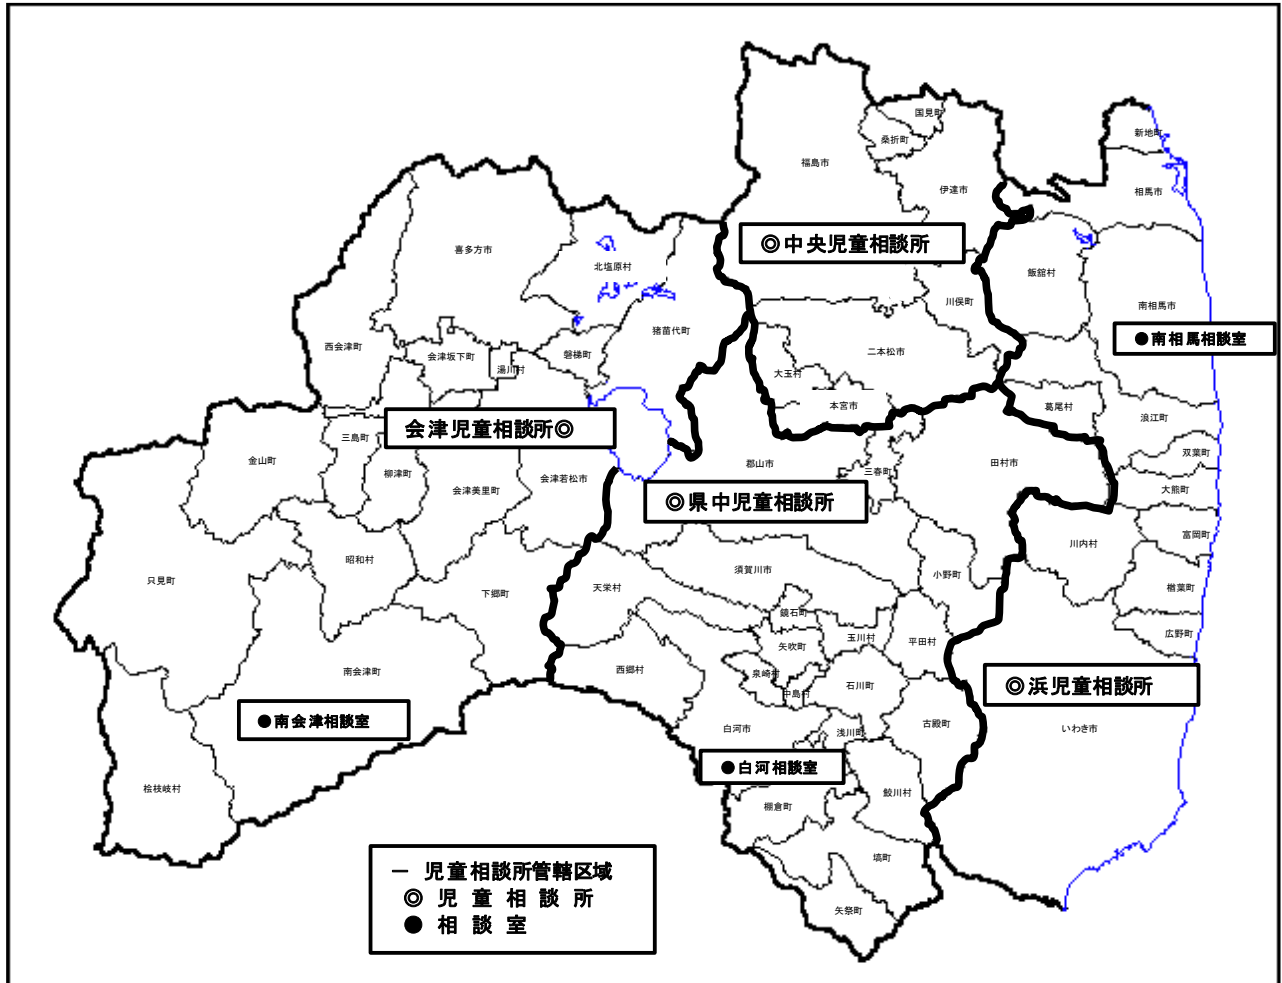 国見町
桑折町
新地町
福島市
伊達市
相馬市
◎中央児童相談所
喜多方市
北塩原村
飯舘村
川俣町
南相馬市
猪苗代町
●南相馬相談室
西会津町
会津坂下町
磐梯町
二本松市
湯川村
大玉村
本宮市
葛尾村
浪江町
会津児童相談所◎
三島町
双葉町
金山町
柳津町
郡山市
三春町
田村市
会津美里町
会津若松市
大熊町
◎県中児童相談所
富岡町
川内村
昭和村
須賀川市
小野町
只見町
下郷町
天栄村
楢葉町
鏡石町
広野町
玉川村
平田村
矢吹町
南会津町
西郷村
泉崎村
石川町
◎浜児童相談所
中島村
●南会津相談室
白河市
浅川町
古殿町
いわき市
●白河相談室
桧枝岐村
鮫川村
棚倉町
塙町
矢祭町
― 児童相談所管轄区域
◎ 児童相談所
● 相談室